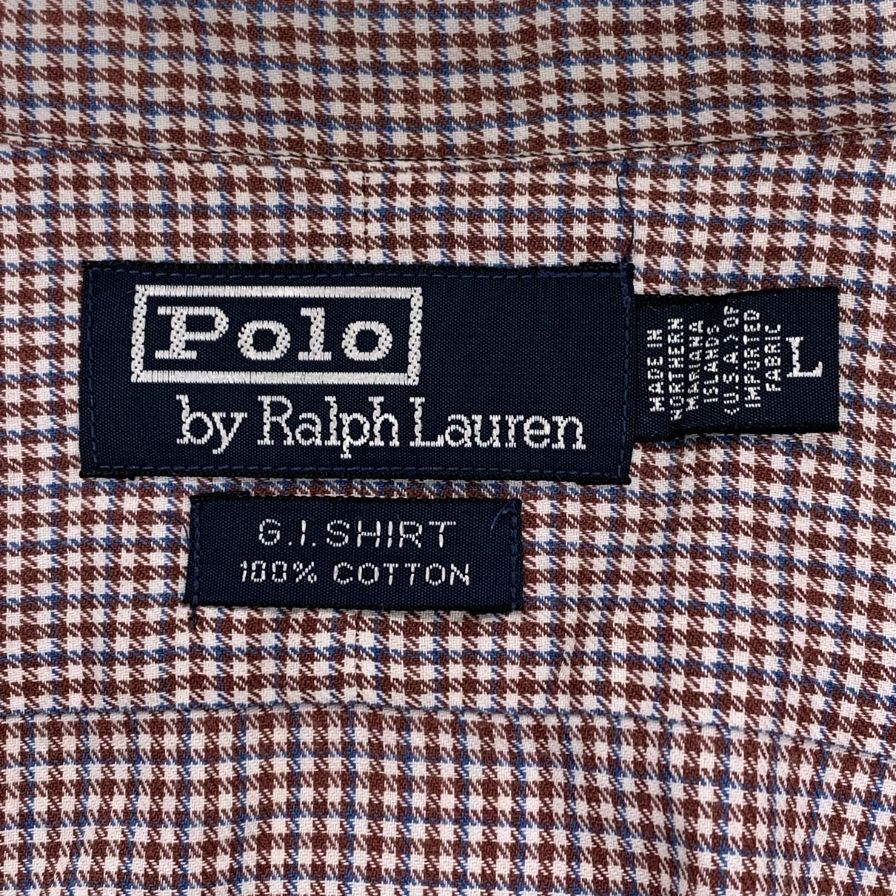 Polo
by Ralph Lauren
MADE IN
NORTHERN
MARIANA
ISLANDS
(U.S.A.) OF
IMPORTED
FABRIC
L
G.I. SHIRT
100% COTTON